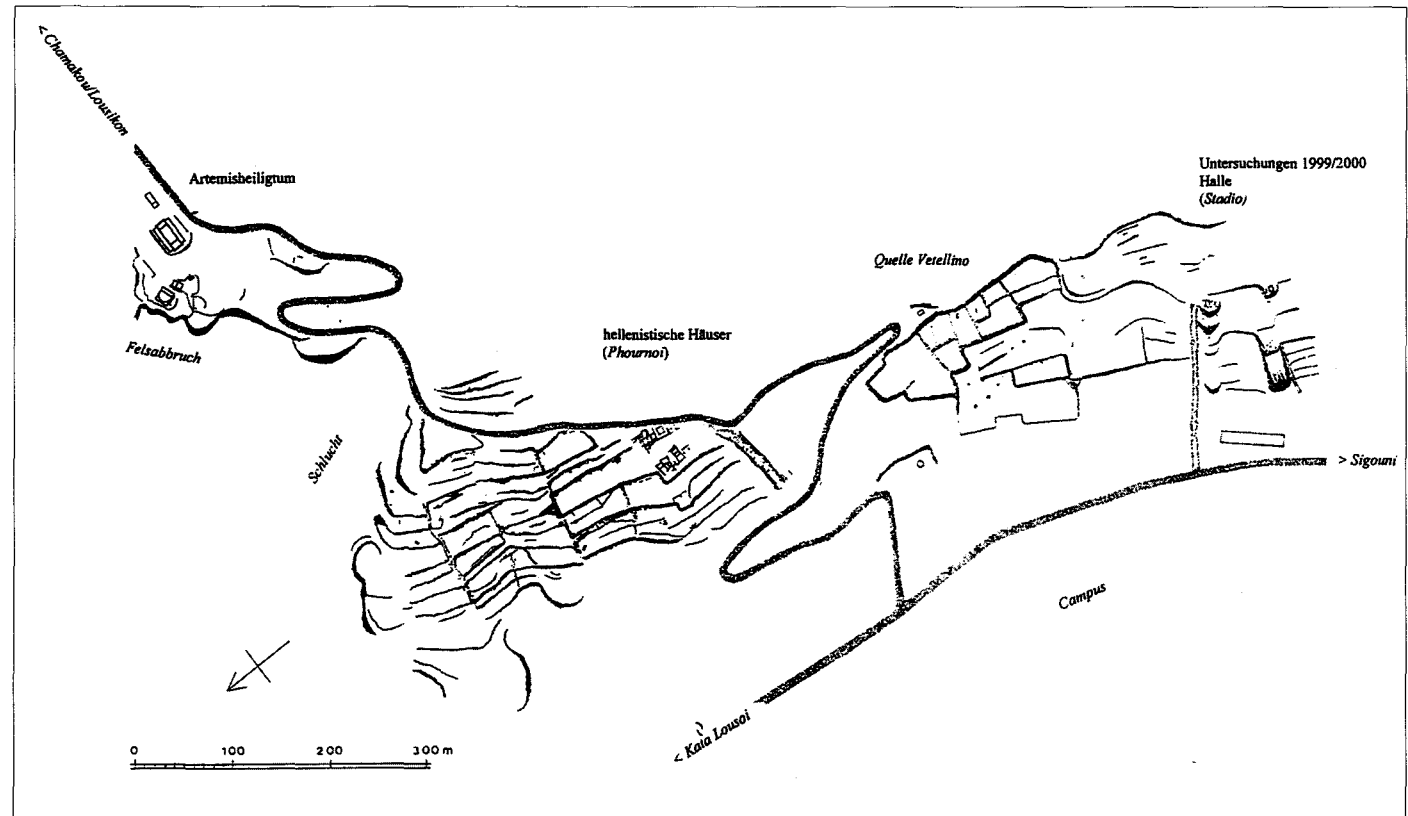 < Chamakou/Lousikon
Artemisheiligtum
Untersuchungen 1999/2000
Halle
(Stadio)
Quelle Vetellino
Felsabbruch
hellenistische Häuser
(Phournoi)
Schlucht
> Sigouni
Campus
< Kata Lousoi
0 100 200 300 m